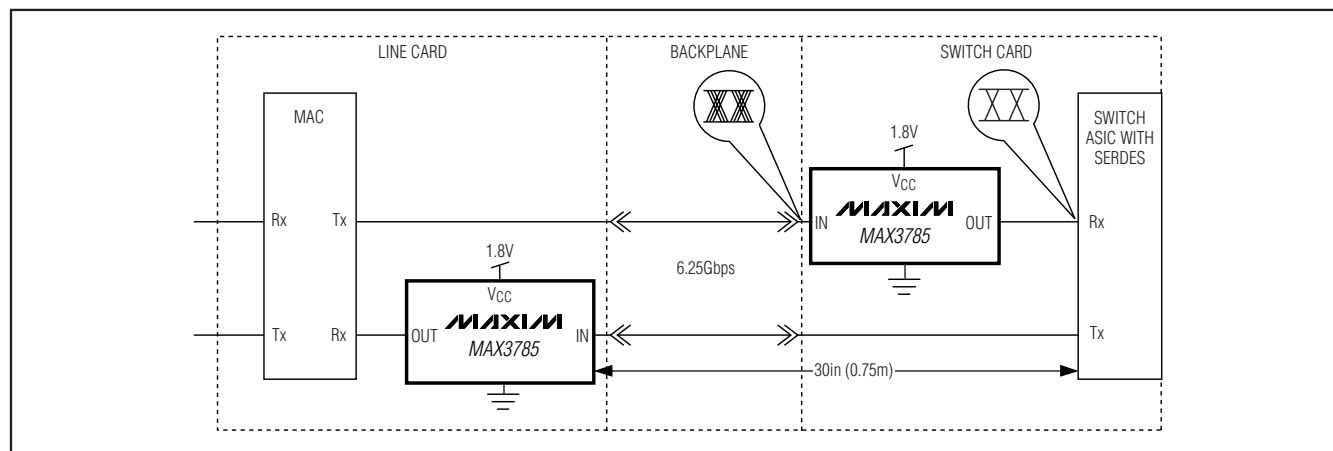 LINE CARD
BACKPLANE
SWITCH CARD
MAC
SWITCH
ASIC WITH
SERDES
1.8V
VCC
MAXIM
MAX3785
IN
OUT
Rx
Tx
Rx
6.25Gbps
1.8V
VCC
MAXIM
MAX3785
OUT
IN
Tx
Rx
Tx
30in (0.75m)